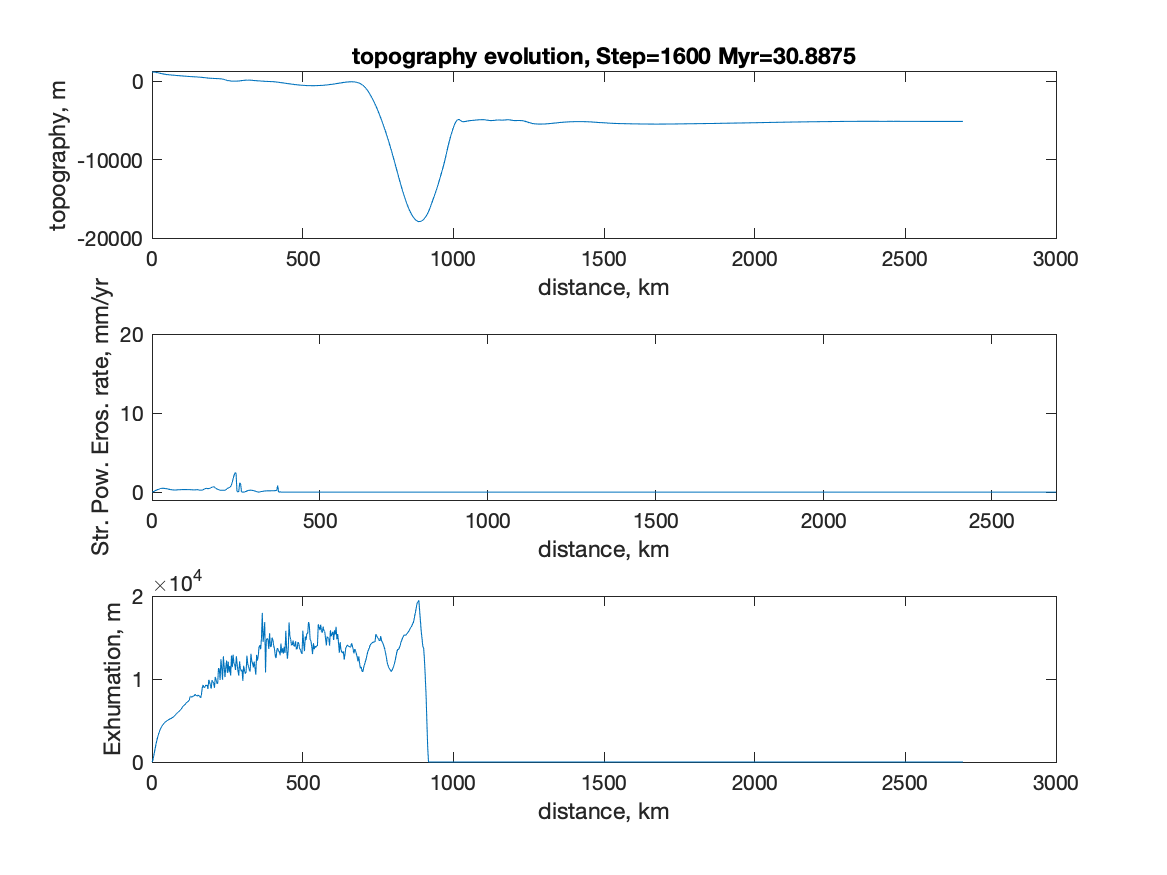 topography evolution, Step=1600 Myr=30.8875
topography, m
0
-10000
-20000
0 500 1000 1500 2000 2500 3000
distance, km
Str. Pow. Eros. rate, mm/yr
20
10
0
0 500 1000 1500 2000 2500
distance, km
×10^4
Exhumation, m
2
1
0
0 500 1000 1500 2000 2500 3000
distance, km